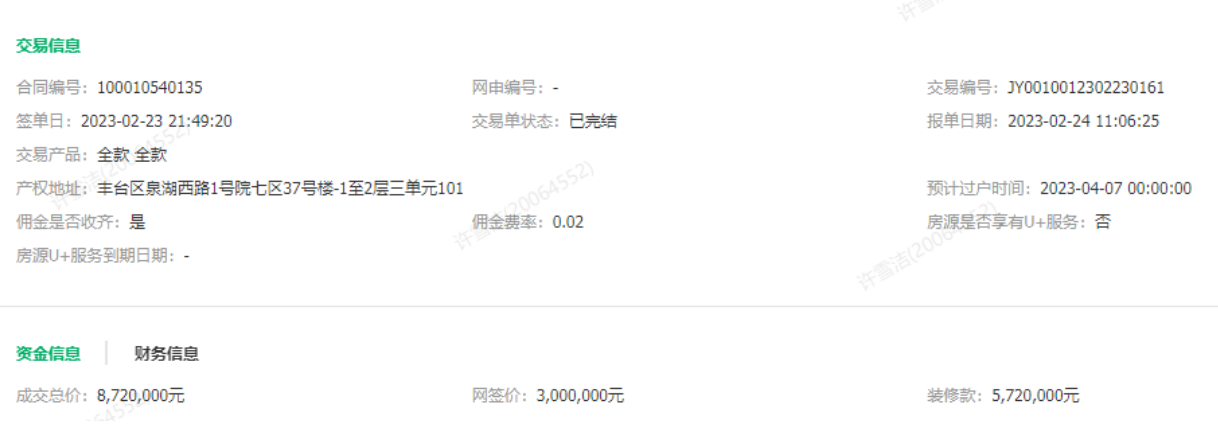 交易信息
合同编号：100010540135 网申编号：- 交易编号：JY0010012302230161
签单日：2023-02-23 21:49:20 交易单状态：已完结 报单日期：2023-02-24 11:06:25
交易产品：全款 全款
产权地址：丰台区泉湖西路1号院七区37号楼-1至2层三单元101 预计过户时间：2023-04-07 00:00:00
佣金是否收齐：是 佣金费率：0.02 房源是否享有U+服务：否
房源U+服务到期日期：-
许雪洁(20064552)
资金信息 财务信息
成交总价：8,720,000元 网签价：3,000,000元 装修款：5,720,000元